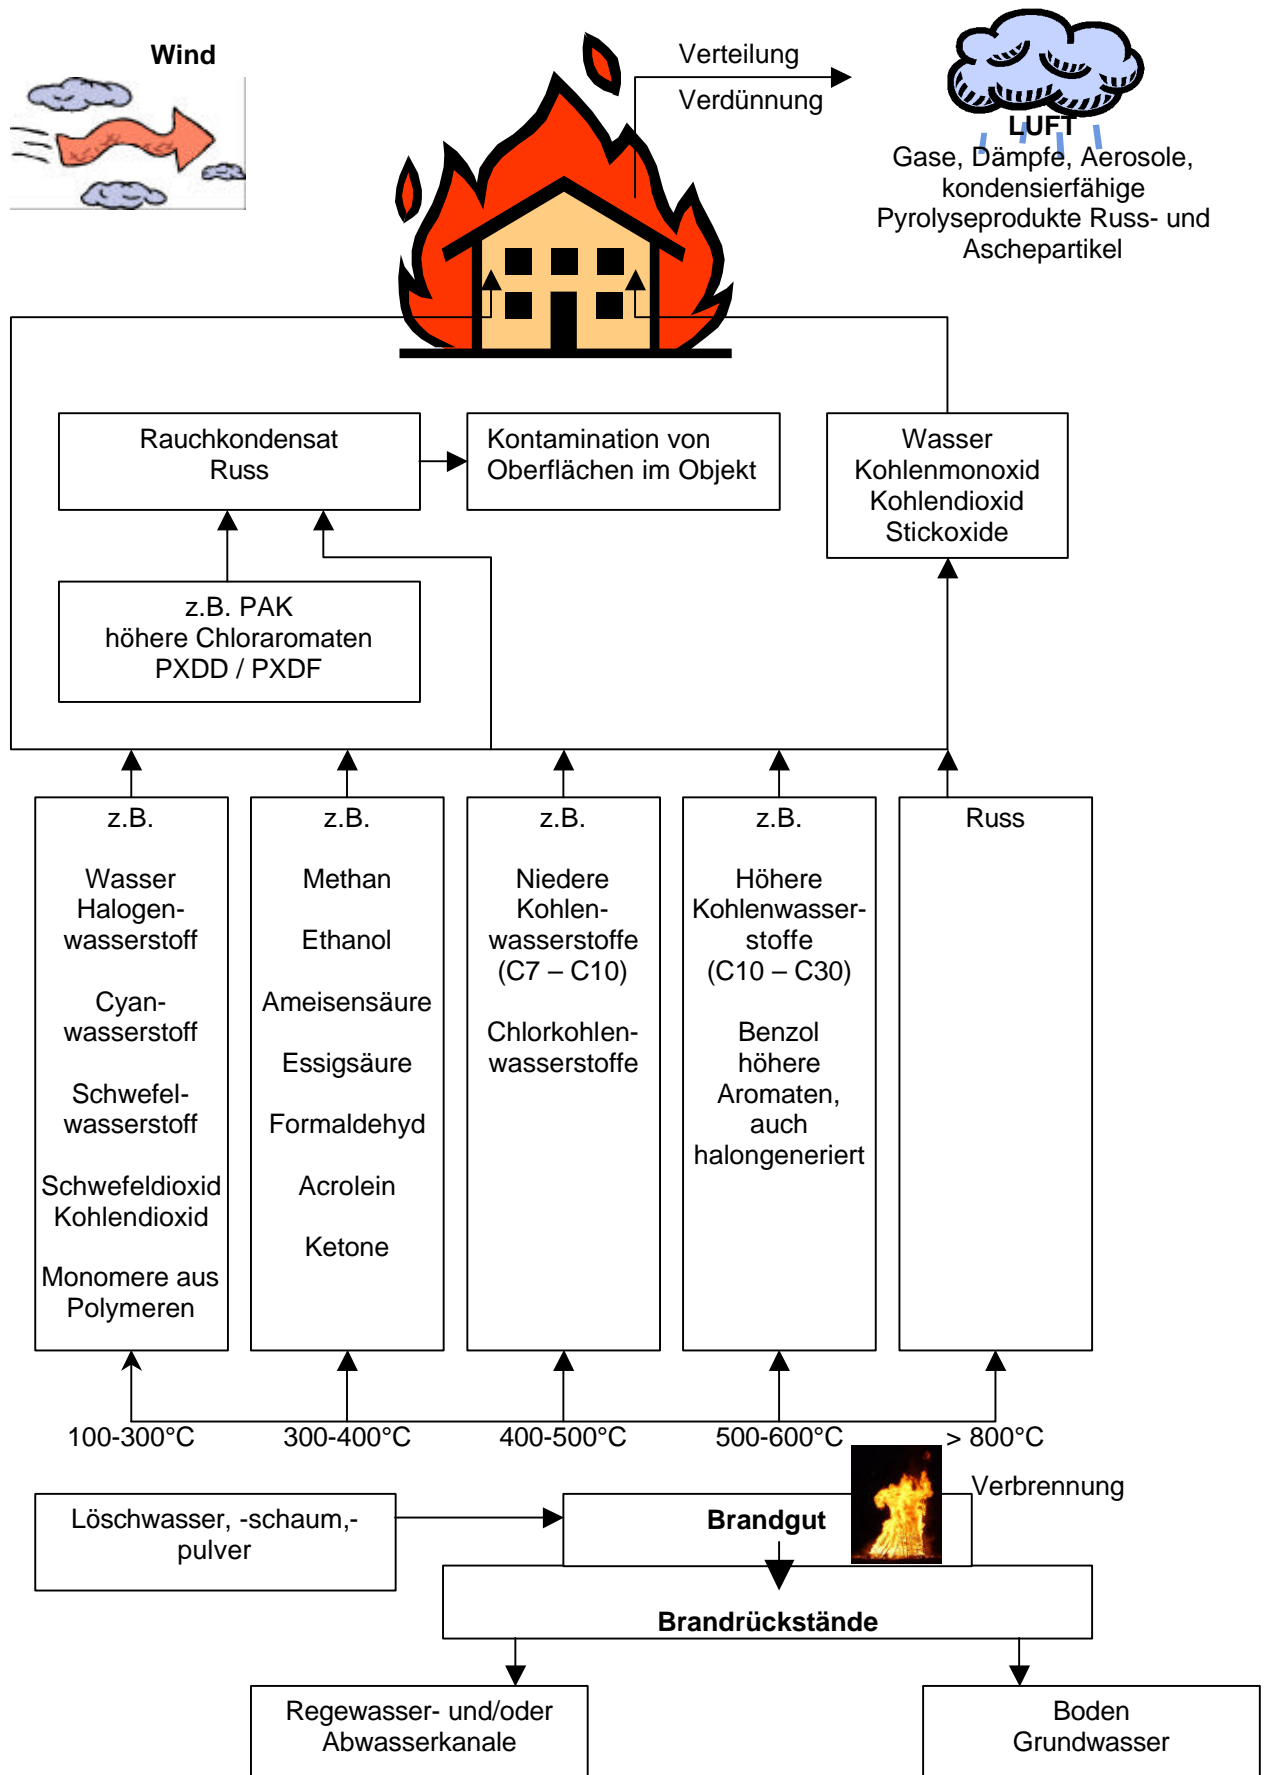 Wind
Verteilung
Verdünnung
LUFT
Gase, Dämpfe, Aerosole,
kondensierfähige
Pyrolyseprodukte Russ- und
Aschepartikel
Rauchkondensat
Russ
Kontamination von
Oberflächen im Objekt
Wasser
Kohlenmonoxid
Kohlendioxid
Stickoxide
z.B. PAK
höhere Chloraromaten
PXDD / PXDF
z.B.
Wasser
Halogen-
wasserstoff
Cyan-
wasserstoff
Schwefel-
wasserstoff
Schwefeldioxid
Kohlendioxid
Monomere aus
Polymeren
z.B.
Methan
Ethanol
Ameisensäure
Essigsäure
Formaldehyd
Acrolein
Ketone
z.B.
Niedere
Kohlen-
wasserstoffe
(C7 – C10)
Chlorkohlen-
wasserstoffe
z.B.
Höhere
Kohlenwasser-
stoffe
(C10 – C30)
Benzol
höhere
Aromaten,
auch
halongeneriert
Russ
100-300°C
300-400°C
400-500°C
500-600°C
> 800°C
Verbrennung
Löschwasser, -schaum,-
pulver
Brandgut
Brandrückstände
Regewasser- und/oder
Abwasserkanale
Boden
Grundwasser